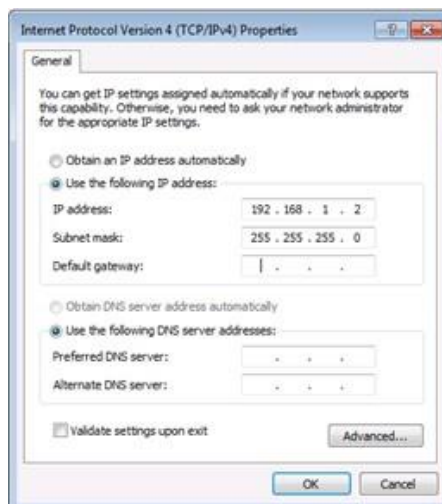 Internet Protocol Version 4 (TCP/IPv4) Properties
General
You can get IP settings assigned automatically if your network supports
this capability. Otherwise, you need to ask your network administrator
for the appropriate IP settings.
Obtain an IP address automatically
Use the following IP address:
IP address: 192 . 168 . 1 . 2
Subnet mask: 255 . 255 . 255 . 0
Default gateway: . . .
Obtain DNS server address automatically
Use the following DNS server addresses:
Preferred DNS server: . . .
Alternate DNS server: . . .
Validate settings upon exit
Advanced...
OK Cancel